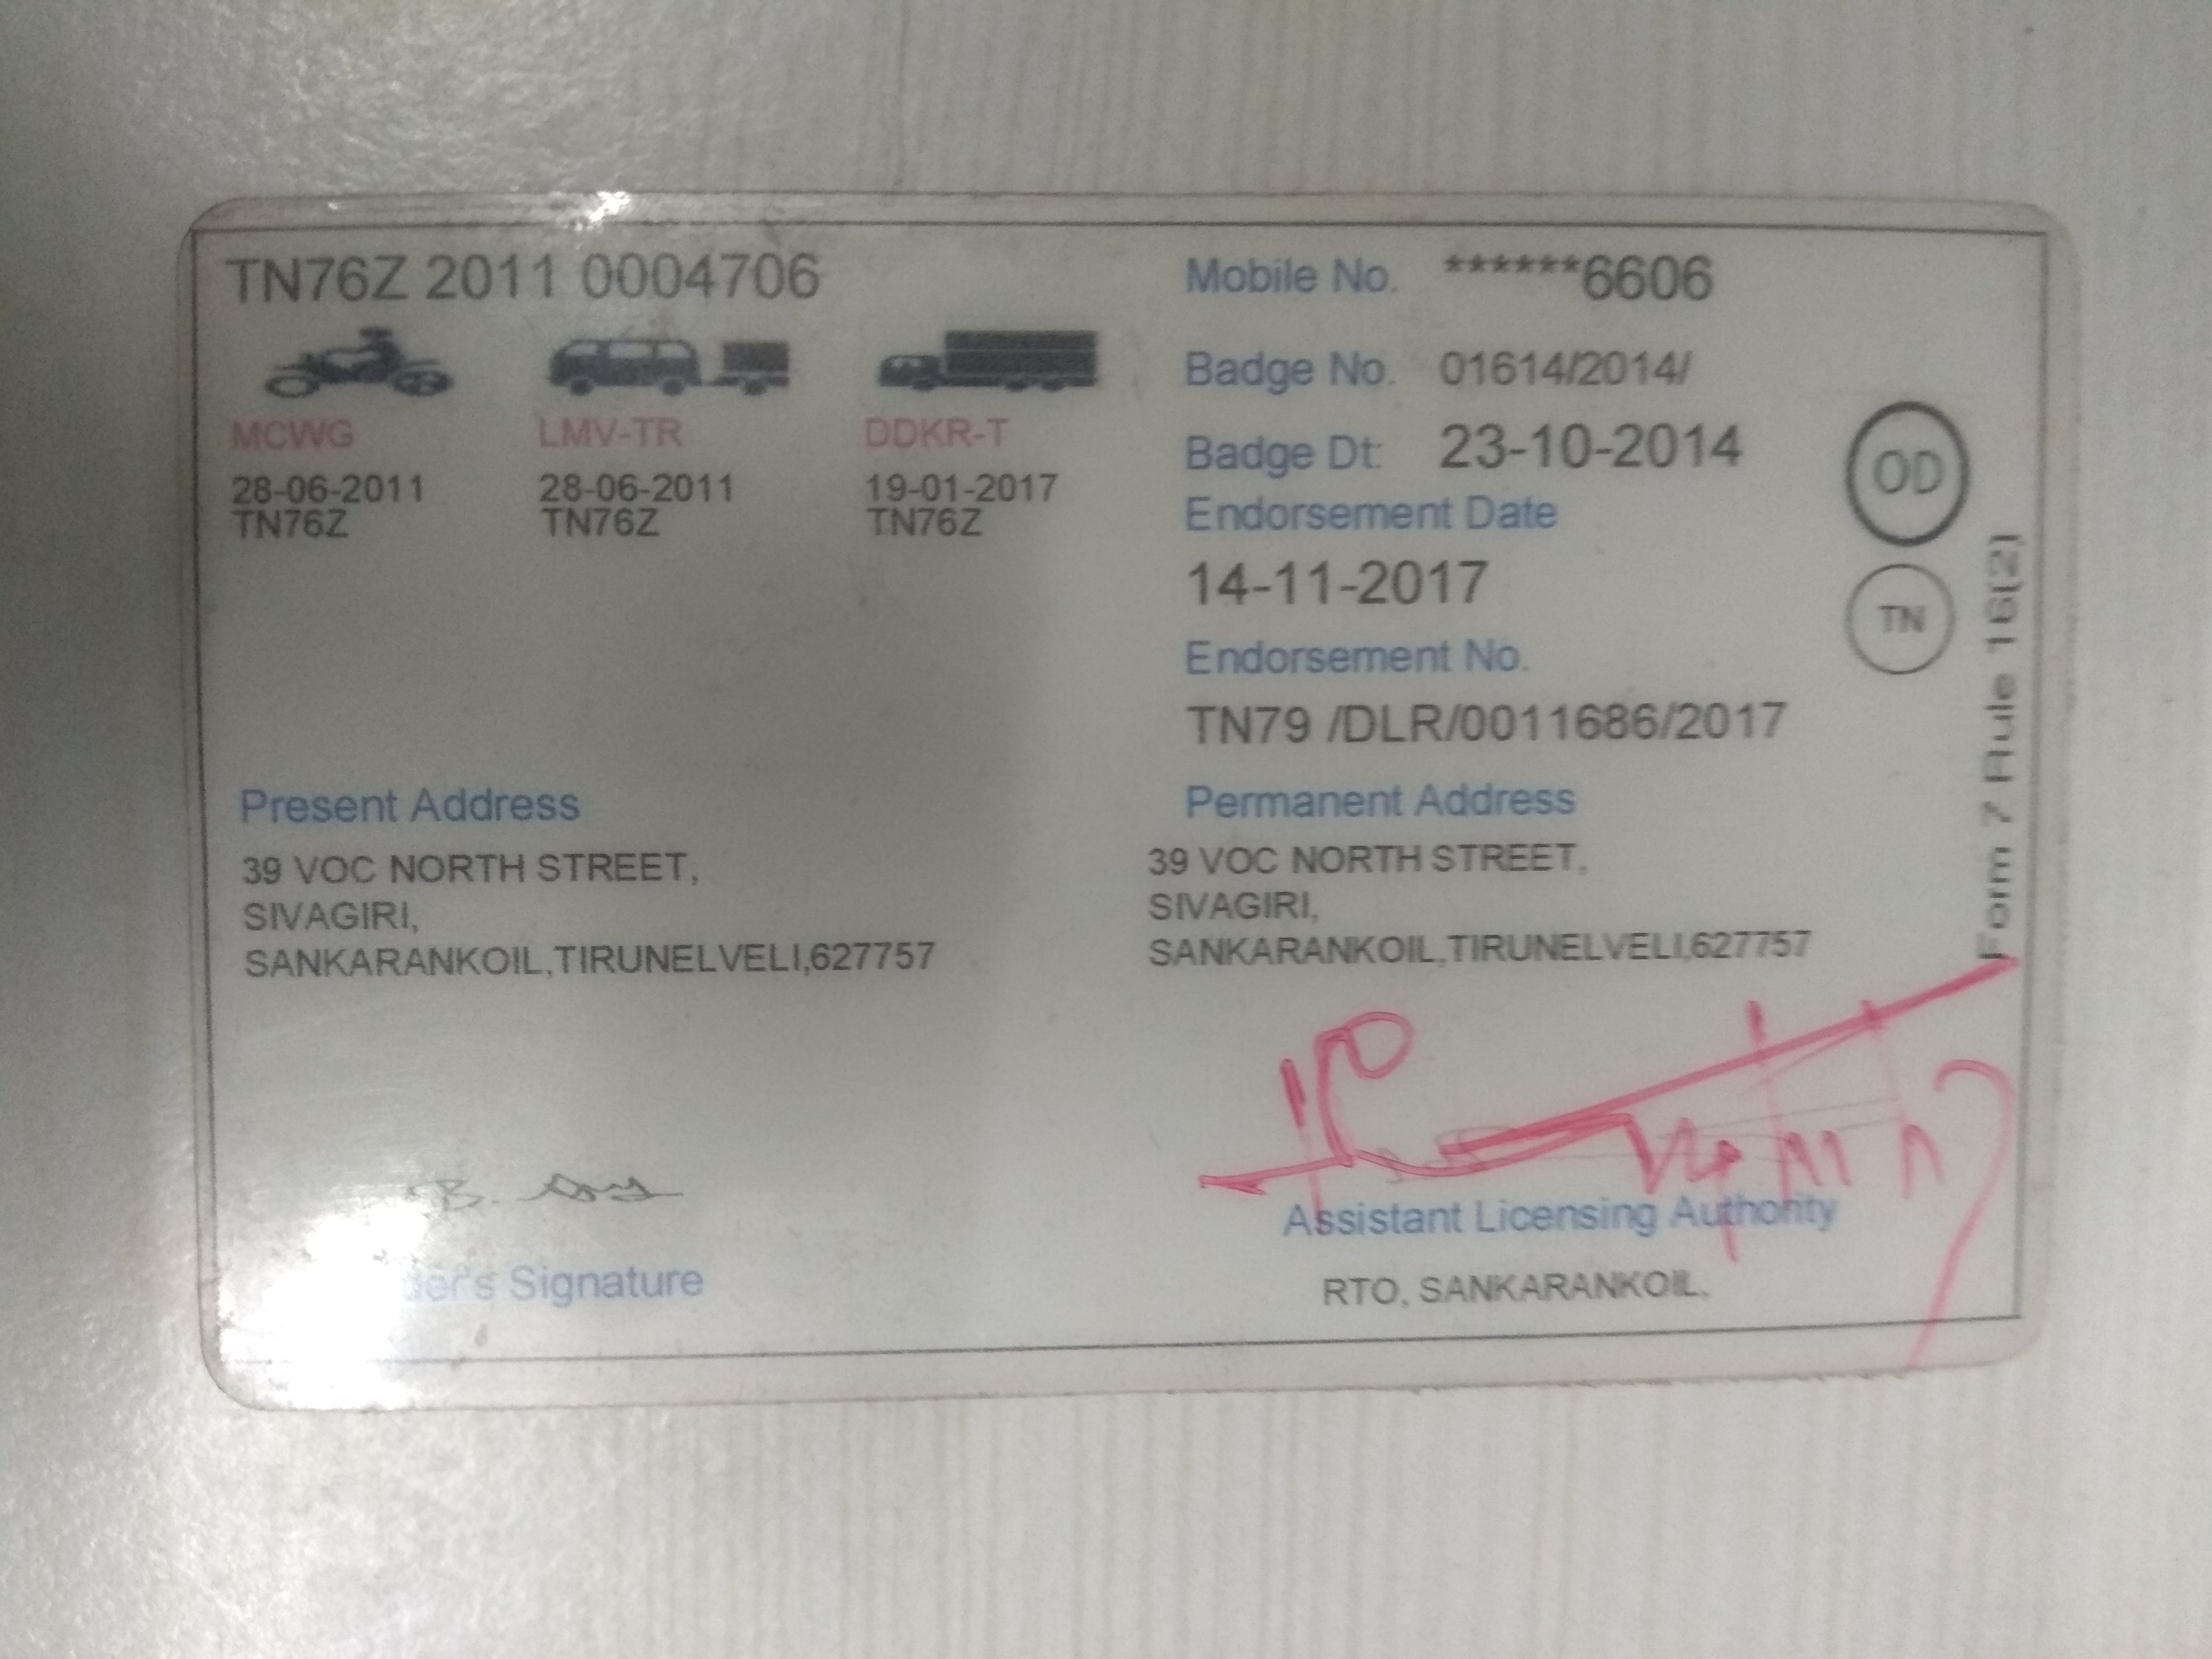 TN76Z 2011 0004706
MCWG LMV-TR DDKR-T
28-06-2011 28-06-2011 19-01-2017
TN76Z TN76Z TN76Z
Mobile No. ******6606
Badge No. 01614/2014/
Badge Dt: 23-10-2014
Endorsement Date
14-11-2017
Endorsement No.
TN79 /DLR/0011686/2017
OD
TN
Form 7 Rule 16(2)
Present Address
39 VOC NORTH STREET,
SIVAGIRI,
SANKARANKOIL,TIRUNELVELI,627757
Permanent Address
39 VOC NORTH STREET,
SIVAGIRI,
SANKARANKOIL,TIRUNELVELI,627757
B.
Signature
Assistant Licensing Authority
RTO, SANKARANKOIL.